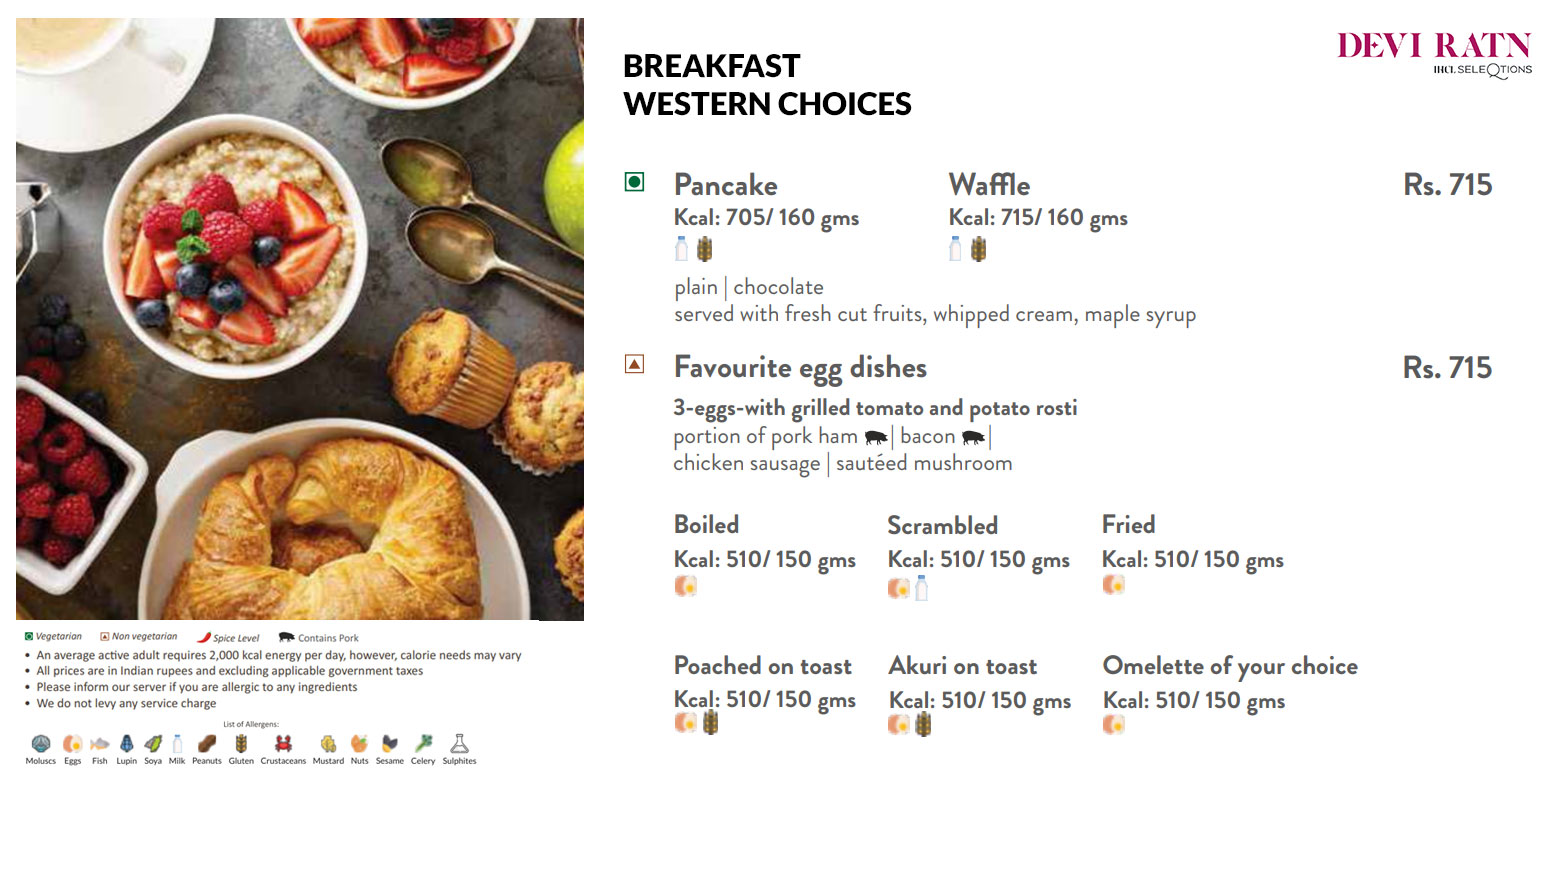 DEVI RATN
IHCL SELEQTIONS
BREAKFAST
WESTERN CHOICES
Pancake Waffle Rs. 715
Kcal: 705/ 160 gms Kcal: 715/ 160 gms
plain | chocolate
served with fresh cut fruits, whipped cream, maple syrup
Favourite egg dishes Rs. 715
3-eggs-with grilled tomato and potato rosti
portion of pork ham | bacon |
chicken sausage | sautéed mushroom
Boiled Scrambled Fried
Kcal: 510/ 150 gms Kcal: 510/ 150 gms Kcal: 510/ 150 gms
Poached on toast Akuri on toast Omelette of your choice
Kcal: 510/ 150 gms Kcal: 510/ 150 gms Kcal: 510/ 150 gms
Vegetarian Non vegetarian Spice Level Contains Pork
• An average active adult requires 2,000 kcal energy per day, however, calorie needs may vary
• All prices are in Indian rupees and excluding applicable government taxes
• Please inform our server if you are allergic to any ingredients
• We do not levy any service charge
List of Allergens:
Moluscs Eggs Fish Lupin Soya Milk Peanuts Gluten Crustaceans Mustard Nuts Sesame Celery Sulphites